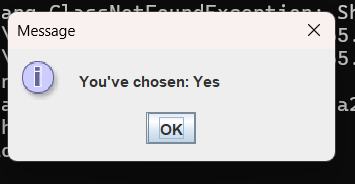 ang ClassNotFoundException: Sh
Message
You've chosen: Yes
OK